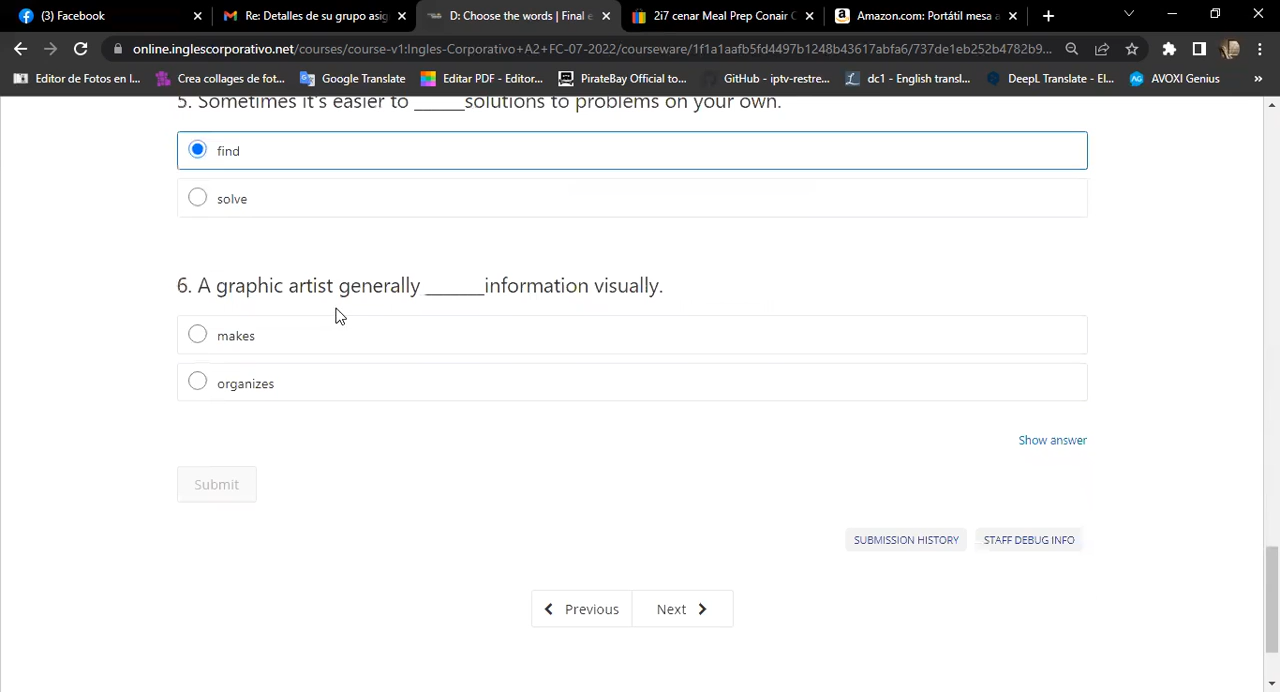 (3) Facebook
Re: Detalles de su grupo asig
D: Choose the words | Final e
2i7 cenar Meal Prep Conair C
Amazon.com: Portátil mesa a
online.inglescorporativo.net/courses/course-v1:Ingles-Corporativo+A2+FC-07-2022/courseware/1f1a1aafb5fd4497b1248b43617abfa6/737de1eb252b4782b9...
Editor de Fotos en l...
Crea collages de fot...
Google Translate
Editar PDF - Editor...
PirateBay Official to...
GitHub - iptv-restre...
dc1 - English transl...
DeepL Translate - El...
AVOXI Genius
»
5. Sometimes it's easier to _____solutions to problems on your own.
find
solve
6. A graphic artist generally ______information visually.
makes
organizes
Show answer
Submit
SUBMISSION HISTORY
STAFF DEBUG INFO
Previous
Next